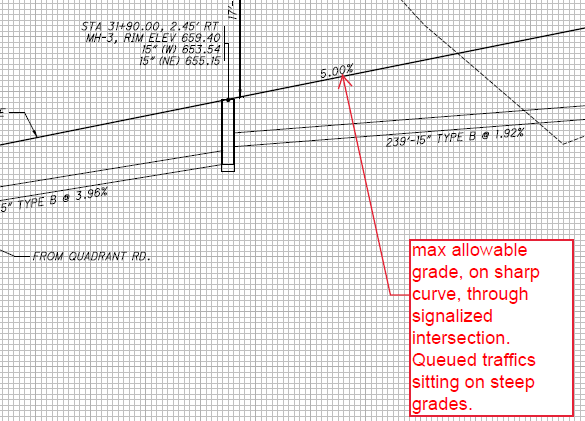 17'-
STA 31+90.00, 2.45' RT
MH-3, RIM ELEV 659.40
15" (W) 653.54
15" (NE) 655.15
5.00%
E
239'-15" TYPE B @ 1.92%
5" TYPE B @ 3.96%
FROM QUADRANT RD.
max allowable
grade, on sharp
curve, through
signalized
intersection.
Queued traffics
sitting on steep
grades.